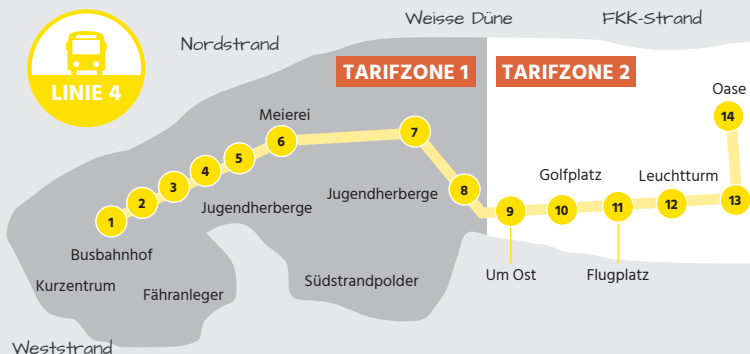 Weisse Düne
FKK-Strand
Nordstrand
LINIE 4
TARIFZONE 1
TARIFZONE 2
Oase
14
Meierei
7
6
5
4
3
2
1
8
9
10
11
12
13
Golfplatz
Leuchtturm
Jugendherberge
Jugendherberge
Busbahnhof
Kurzentrum
Fähranleger
Südstrandpolder
Um Ost
Flugplatz
Weststrand